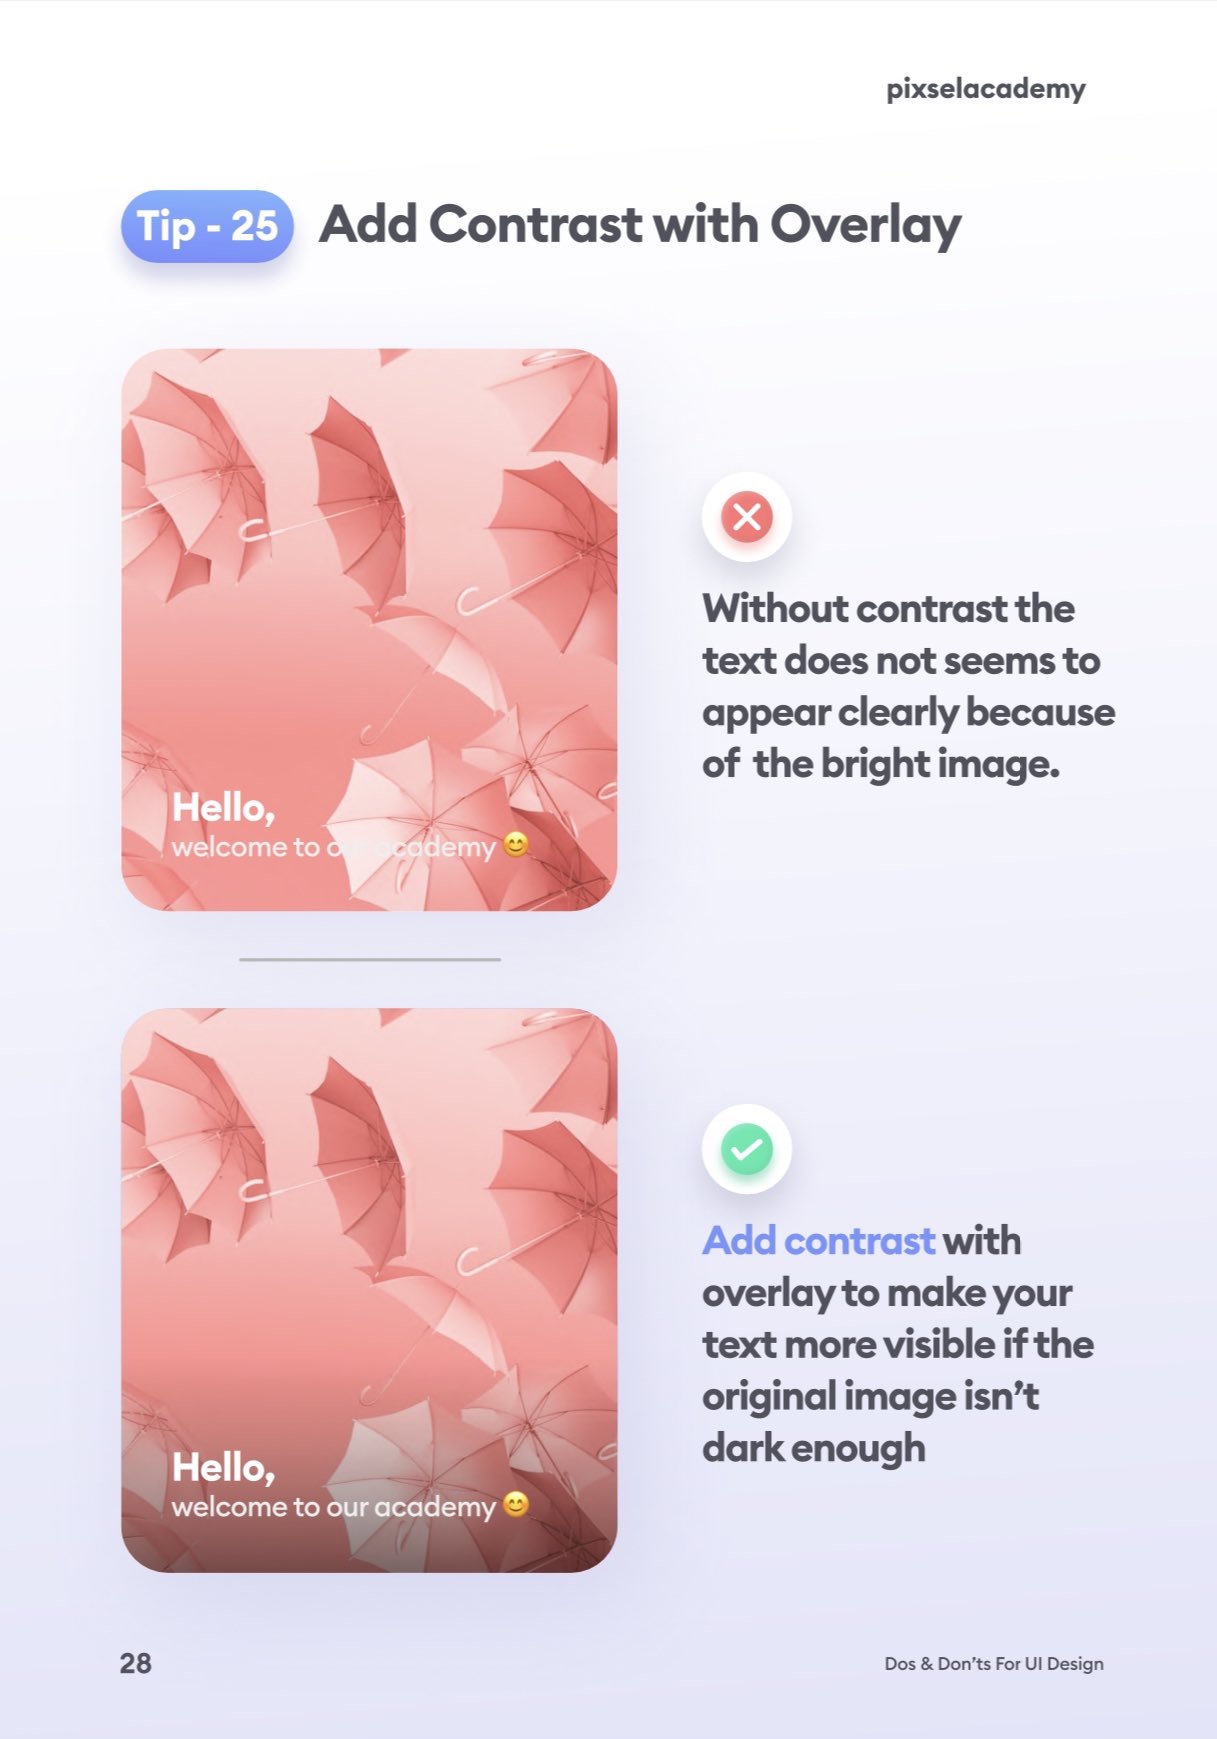 pixselacademy
Tip - 25 Add Contrast with Overlay
Hello,
welcome to our academy 😊
Without contrast the
text does not seems to
appear clearly because
of the bright image.
Hello,
welcome to our academy 😊
Add contrast with
overlay to make your
text more visible if the
original image isn't
dark enough
28
Dos & Don'ts For UI Design